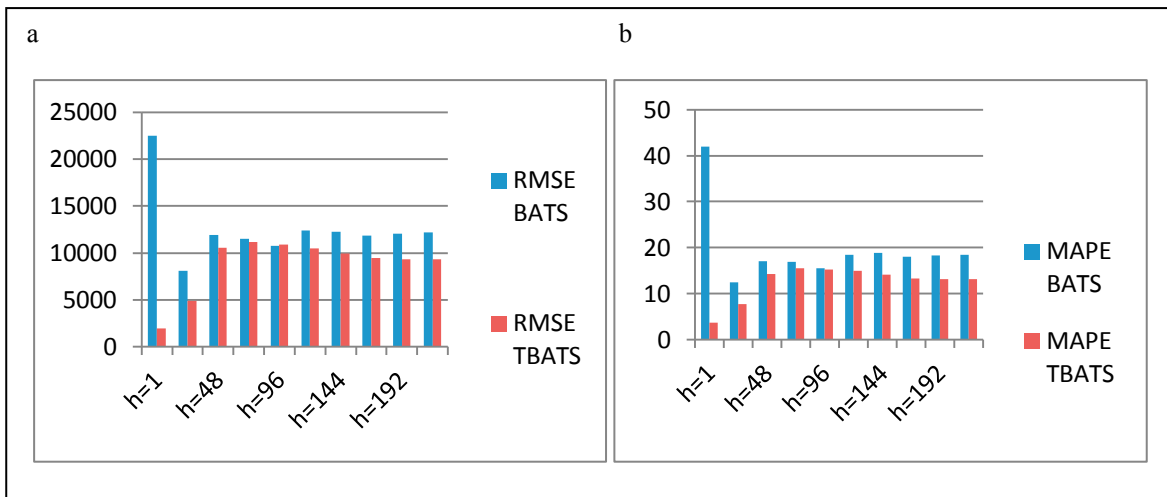 a
25000
20000
15000
10000
5000
0
h=1
h=48
h=96
h=144
h=192
RMSE
BATS
RMSE
TBATS
b
50
40
30
20
10
0
h=1
h=48
h=96
h=144
h=192
MAPE
BATS
MAPE
TBATS